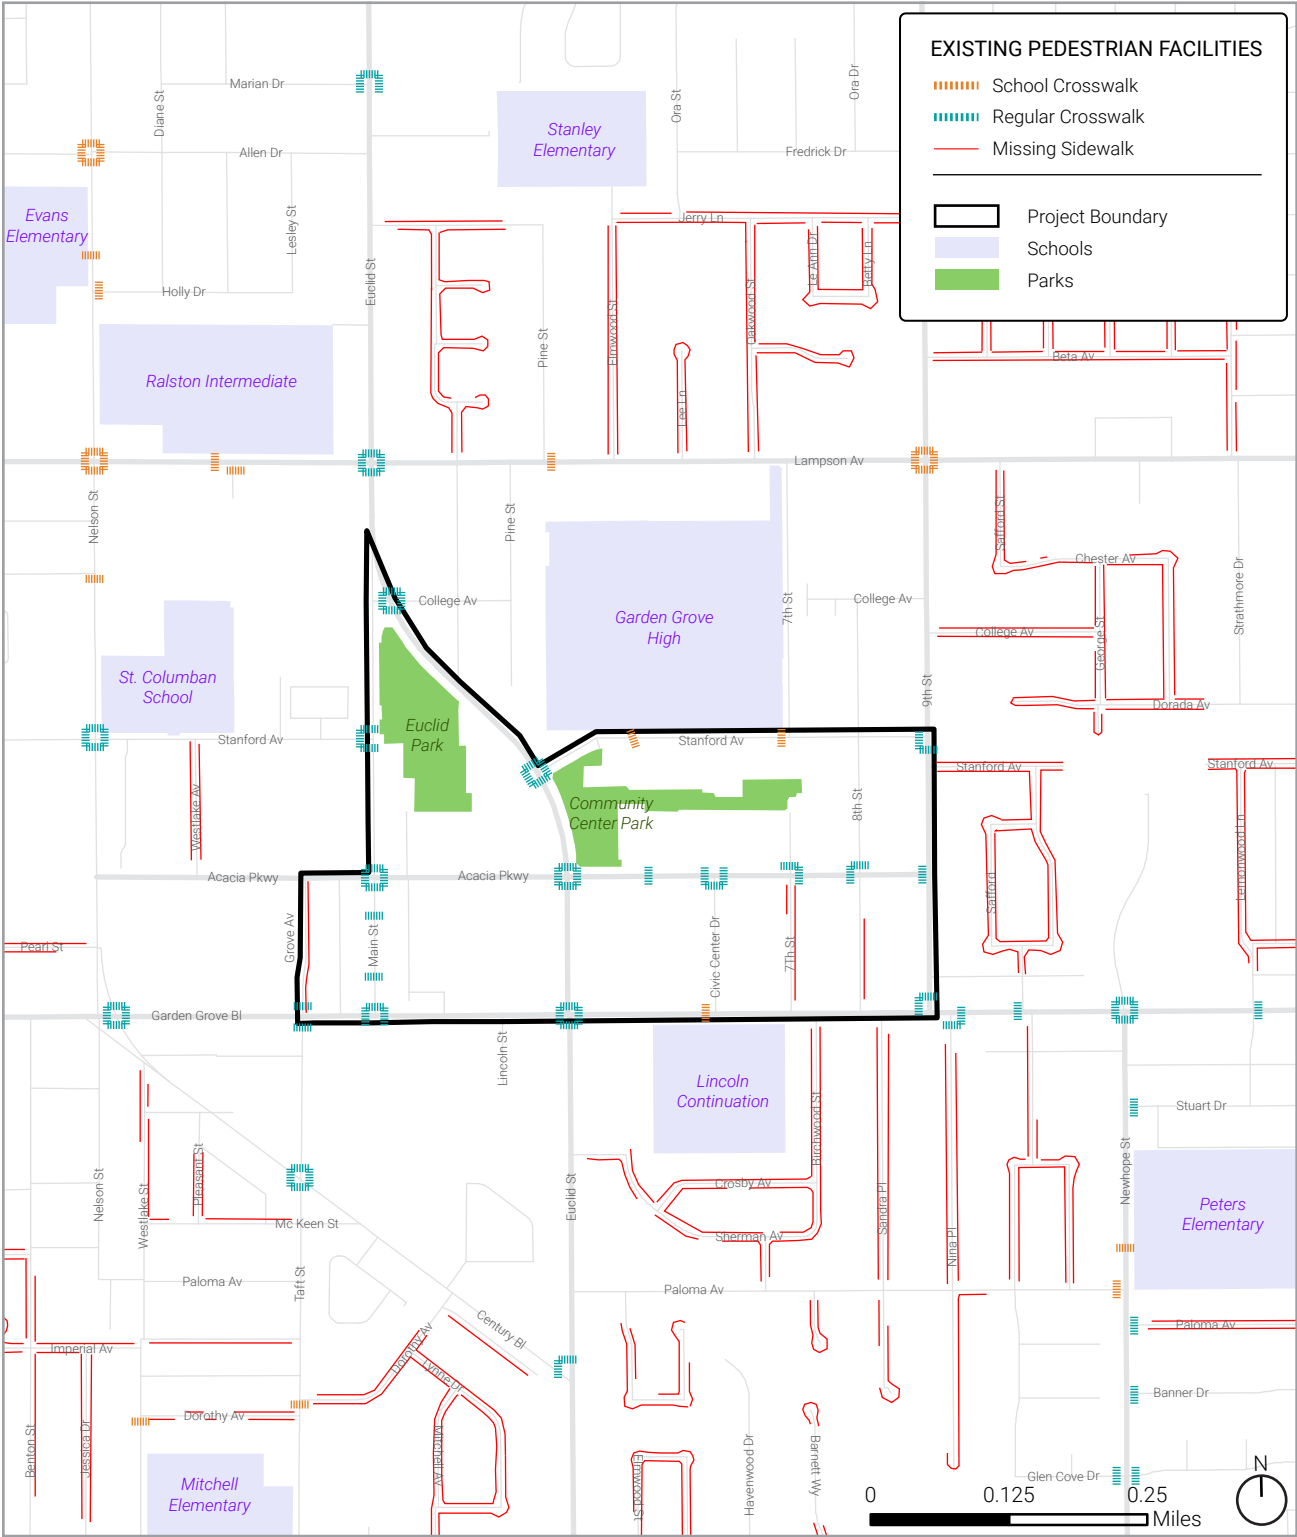 EXISTING PEDESTRIAN FACILITIES
School Crosswalk
Regular Crosswalk
Missing Sidewalk
Project Boundary
Schools
Parks
Marian Dr
Diane St
Allen Dr
Lesley St
Evans
Elementary
Holly Dr
Euclid St
Stanley
Elementary
Ora St
Ora Dr
Fredrick Dr
Jerry Ln
Le Ann Dr
Betty Ln
Oakwood St
Elmwood St
Pine St
Lee Ln
Beta Av
Ralston Intermediate
Lampson Av
Nelson St
Pine St
Safford St
Chester Av
Strathmore Dr
College Av
Garden Grove
High
7th St
College Av
College Av
George St
St. Columban
School
9th St
Dorada Av
Stanford Av
Euclid
Park
Stanford Av
Stanford Av
Stanford Av
Westlake Av
Community
Center Park
8th St
Lemonwood Ln
Acacia Pkwy
Acacia Pkwy
Safford
Grove Av
Main St
Civic Center Dr
7Th St
Pearl St
Garden Grove Bl
Lincoln St
Lincoln
Continuation
Birchwood St
Stuart Dr
Newhope St
Pleasant St
Nelson St
Westlake St
Mc Keen St
Euclid St
Crosby Av
Sherman Av
Sandra Pl
Nina Pl
Peters
Elementary
Paloma Av
Taft St
Paloma Av
Century Bl
Paloma Av
Imperial Av
Dorothy Av
Lynne Dr
Banner Dr
Dorothy Av
Benton St
Jessica Dr
Mitchell Av
Elmwood St
Havenwood Dr
Barnett Wy
Glen Cove Dr
Mitchell
Elementary
N
0 0.125 0.25
Miles